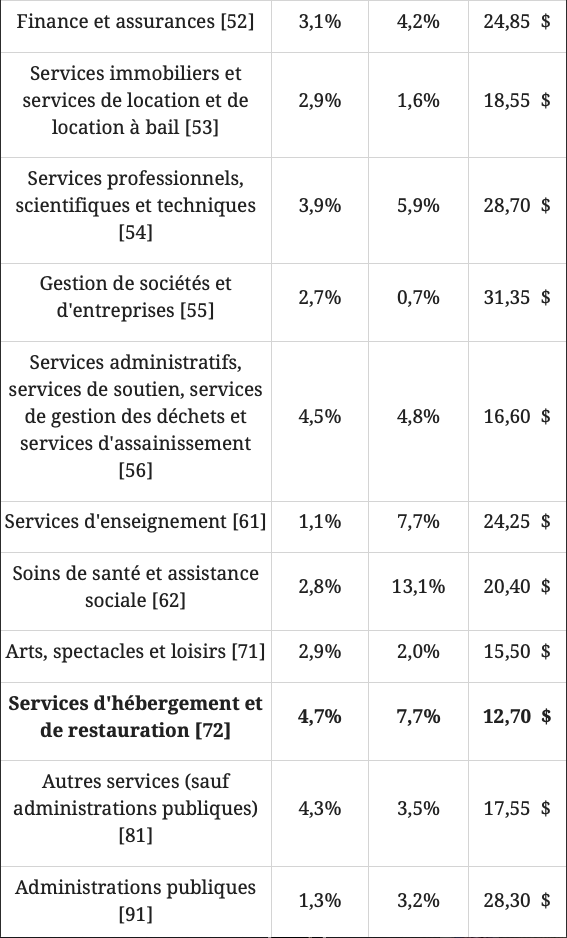 Finance et assurances [52] 3,1% 4,2% 24,85 $
Services immobiliers et
services de location et de
location à bail [53]
2,9% 1,6% 18,55 $
Services professionnels,
scientifiques et techniques
[54]
3,9% 5,9% 28,70 $
Gestion de sociétés et
d'entreprises [55]
2,7% 0,7% 31,35 $
Services administratifs,
services de soutien, services
de gestion des déchets et
services d'assainissement
[56]
4,5% 4,8% 16,60 $
Services d'enseignement [61] 1,1% 7,7% 24,25 $
Soins de santé et assistance
sociale [62]
2,8% 13,1% 20,40 $
Arts, spectacles et loisirs [71] 2,9% 2,0% 15,50 $
Services d'hébergement et
de restauration [72]
4,7% 7,7% 12,70 $
Autres services (sauf
administrations publiques)
[81]
4,3% 3,5% 17,55 $
Administrations publiques
[91]
1,3% 3,2% 28,30 $